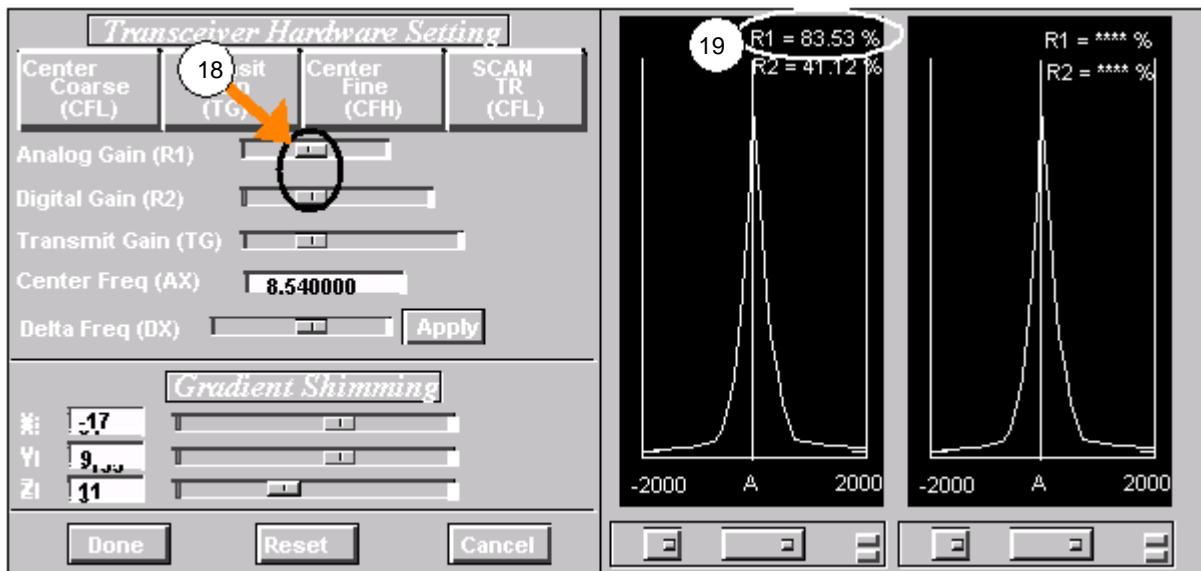 Transceiver Hardware Setting
Center
Coarse
(CFL)
18
(TG)
Center
Fine
(CFH)
SCAN
TR
(CFL)
Analog Gain (R1)
Digital Gain (R2)
Transmit Gain (TG)
Center Freq (AX)
8.540000
Delta Freq (DX)
Apply
Gradient Shimming
X:
-17
Y:
Z:
Done
Reset
Cancel
19
R1 = 83.53 %
R2 = 41.12 %
-2000
A
2000
R1 = **** %
R2 = **** %
-2000
A
2000